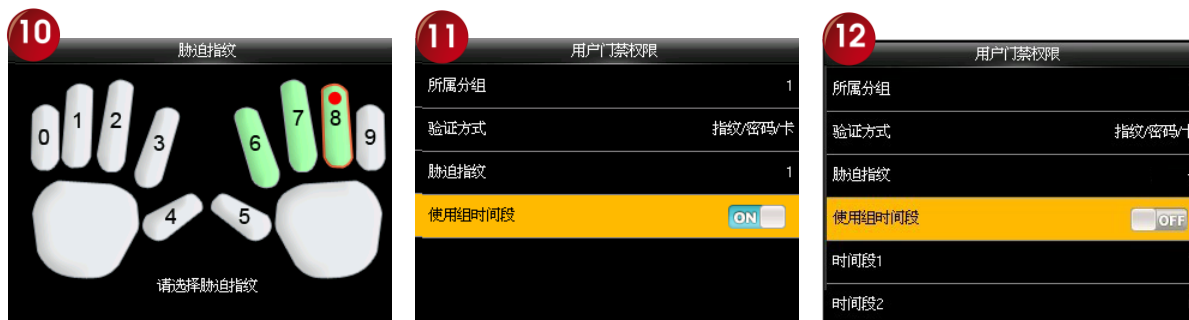 10
胁迫指纹
0 1 2 3 4 5 6 7 8 9
请选择胁迫指纹
11
用户门禁权限
所属分组 1
验证方式 指纹/密码/卡
胁迫指纹 1
使用组时间段 ON
12
用户门禁权限
所属分组
验证方式 指纹/密码/
胁迫指纹
使用组时间段 OFF
时间段1
时间段2